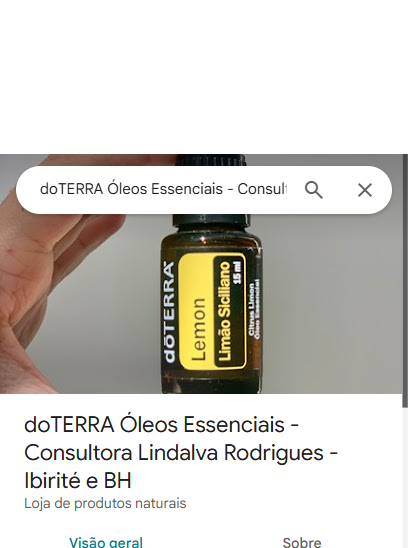 doTERRA Óleos Essenciais - Consult
dōTERRA
Lemon
Limão Siciliano
15 ml
Citrus Limon
Óleo Essencial
doTERRA Óleos Essenciais -
Consultora Lindalva Rodrigues -
Ibirité e BH
Loja de produtos naturais
Visão geral
Sobre